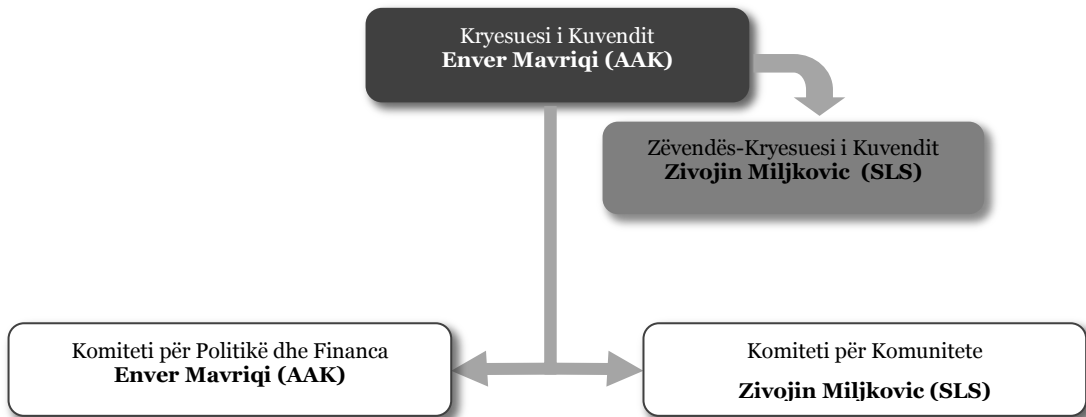 Kryesuesi i Kuvendit
Enver Mavriqi (AAK)
Zëvendës-Kryesuesi i Kuvendit
Zivojin Miljkovic (SLS)
Komiteti për Politikë dhe Financa
Enver Mavriqi (AAK)
Komiteti për Komunitete
Zivojin Miljkovic (SLS)